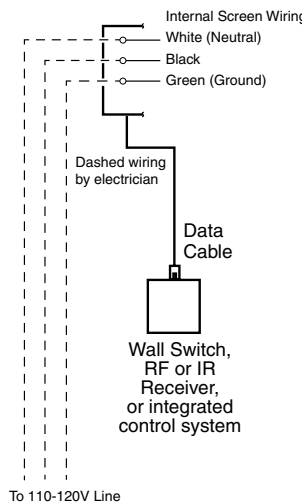 Internal Screen Wiring
White (Neutral)
Black
Green (Ground)
Dashed wiring
by electrician
Data
Cable
Wall Switch,
RF or IR
Receiver,
or integrated
control system
To 110-120V Line